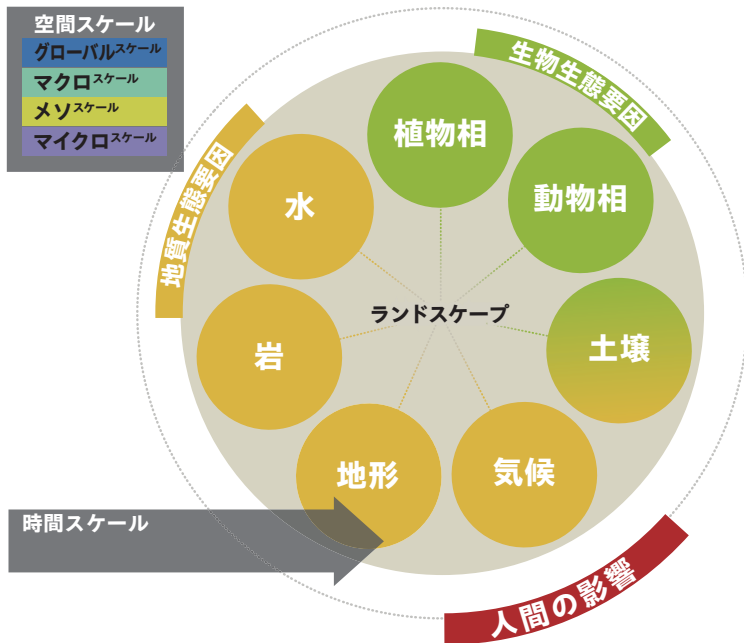 空間スケール
グローバルスケール
マクロスケール
メソスケール
マイクロスケール
生物生態要因
地質生態要因
植物相
動物相
水
ランドスケープ
岩
土壌
地形
気候
時間スケール
人間の影響